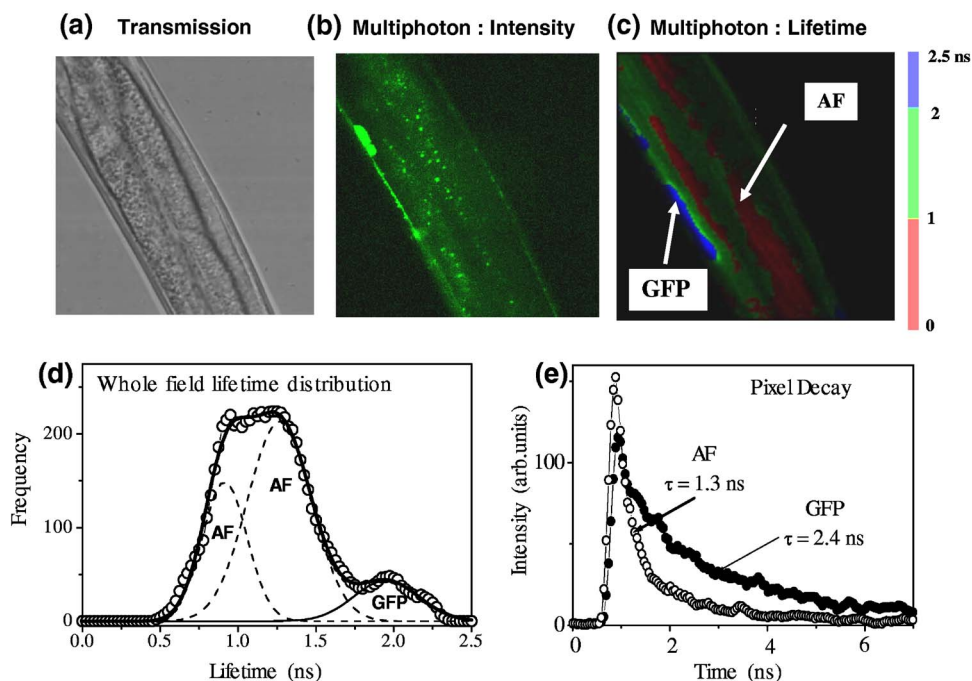 (a) Transmission
(b) Multiphoton : Intensity
(c) Multiphoton : Lifetime
2.5 ns
2
1
0
AF
GFP
(d) Whole field lifetime distribution
Frequency
200
100
0
AF
AF
GFP
0.0 0.5 1.0 1.5 2.0 2.5
Lifetime (ns)
(e) Pixel Decay
Intensity (arb.units)
100
0
AF
τ = 1.3 ns
GFP
τ = 2.4 ns
0 2 4 6
Time (ns)